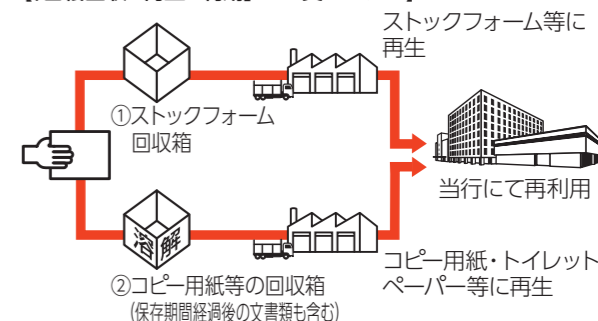 ストックフォーム等に
再生
①ストックフォーム
回収箱
当行にて再利用
溶解
②コピー用紙等の回収箱
(保存期間経過後の文書類も含む)
コピー用紙・トイレット
ペーパー等に再生